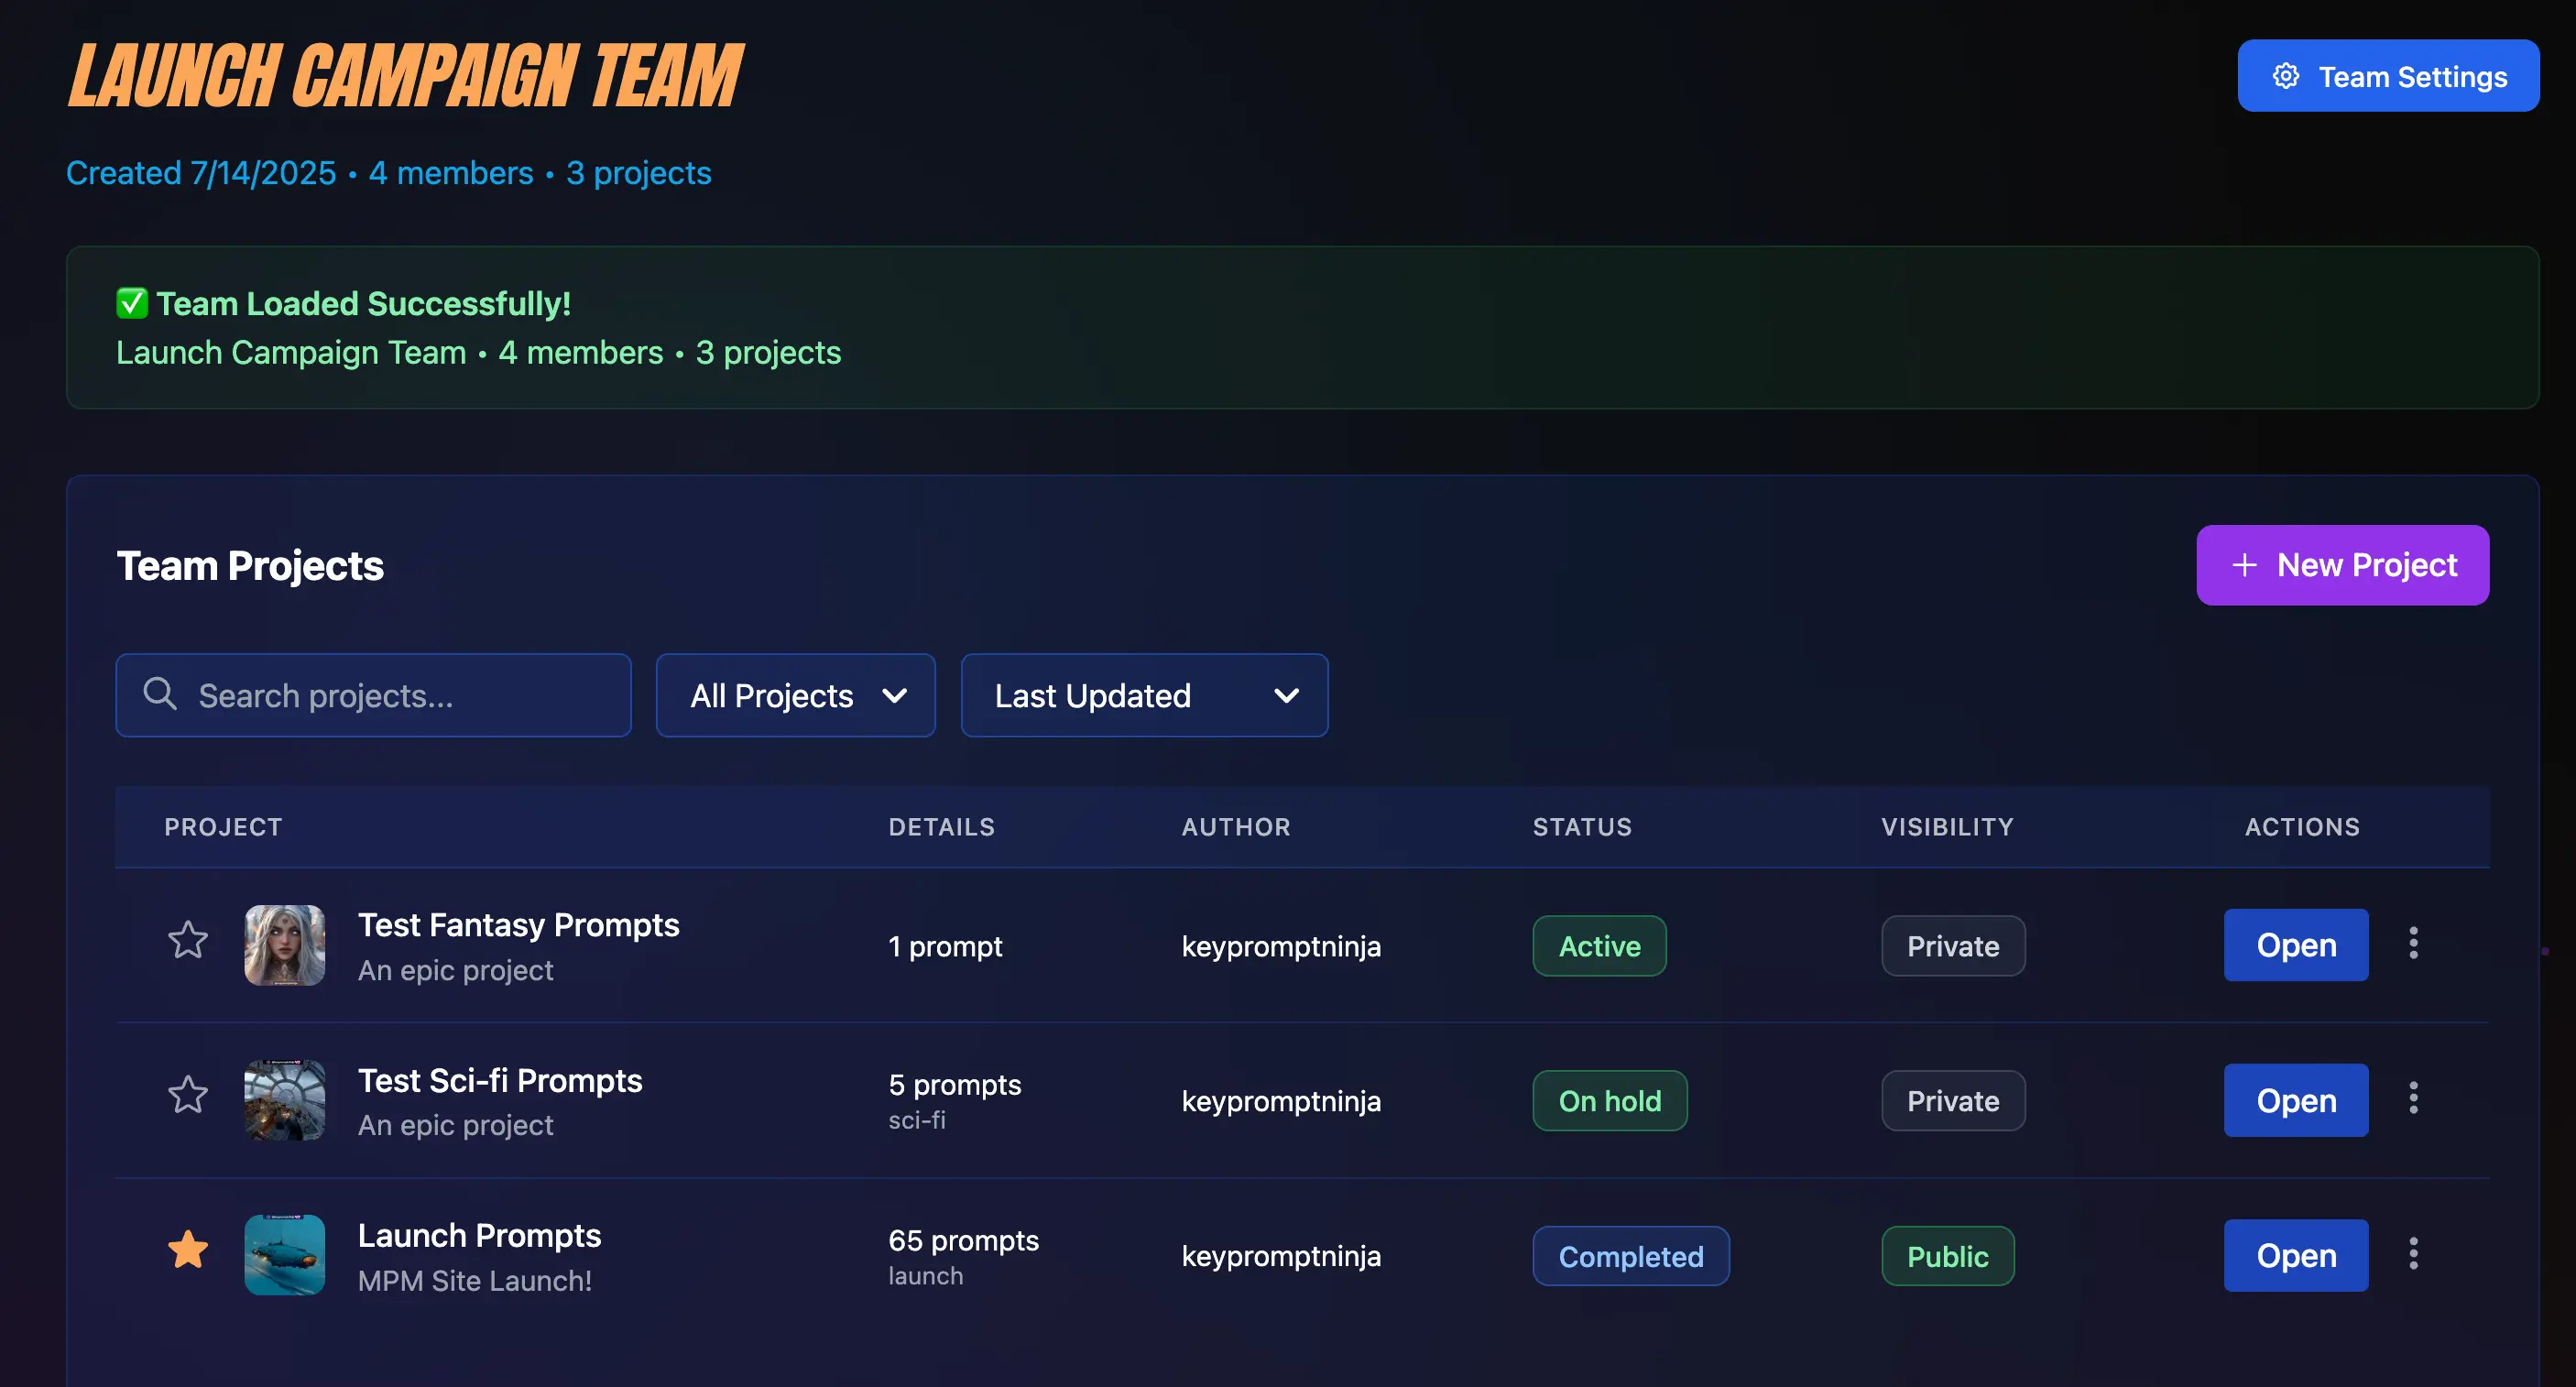 LAUNCH CAMPAIGN TEAM
Team Settings
Created 7/14/2025 • 4 members • 3 projects
✅ Team Loaded Successfully!
Launch Campaign Team • 4 members • 3 projects
Team Projects
+ New Project
Search projects...
All Projects
Last Updated
PROJECT DETAILS AUTHOR STATUS VISIBILITY ACTIONS
Test Fantasy Prompts
An epic project
1 prompt
keypromptninja
Active
Private
Open
Test Sci-fi Prompts
An epic project
5 prompts
sci-fi
keypromptninja
On hold
Private
Open
Launch Prompts
MPM Site Launch!
65 prompts
launch
keypromptninja
Completed
Public
Open